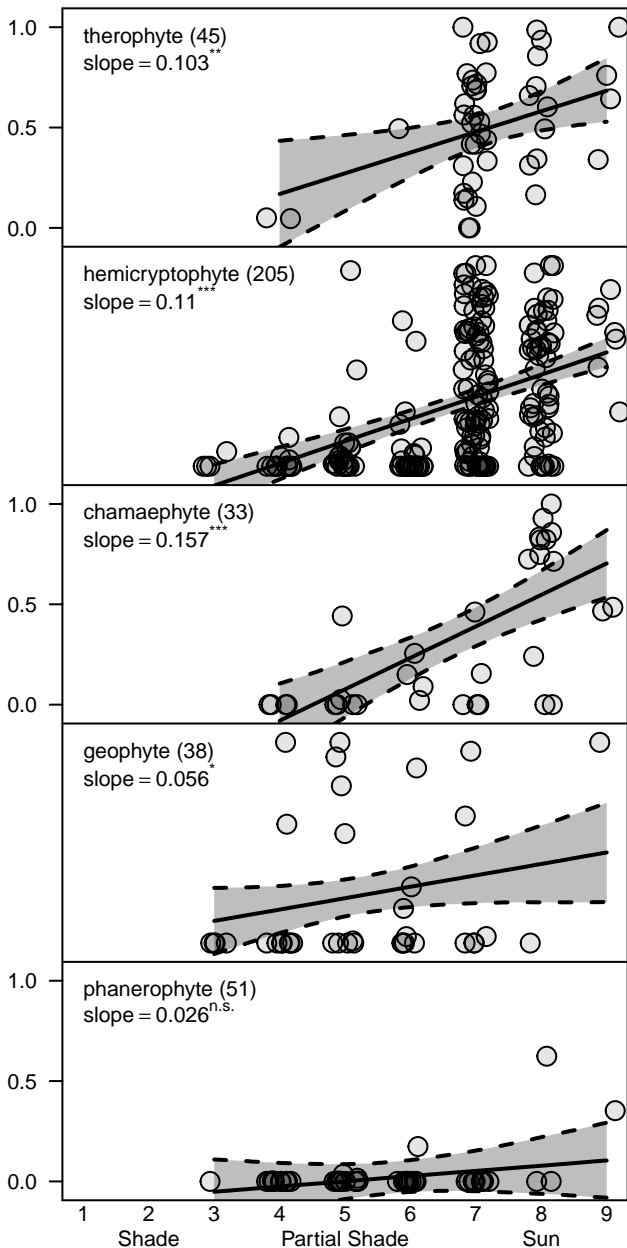 therophyte (45)
slope = 0.103**
1.0
0.5
0.0
hemicryptophyte (205)
slope = 0.11***
chamaephyte (33)
slope = 0.157***
1.0
0.5
0.0
geophyte (38)
slope = 0.056*
phanerophyte (51)
slope = 0.026n.s.
1.0
0.5
0.0
1 2 3 4 5 6 7 8 9
Shade Partial Shade Sun